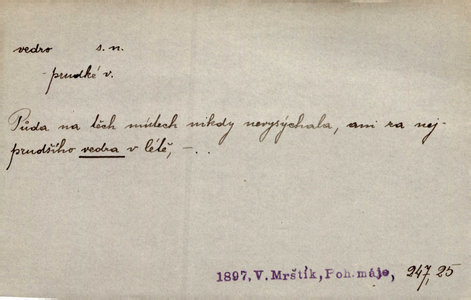 vedro s. n.
prudké v.
Půda na těch místech nikdy nevysýchala, ani za nej-
prudšího vedra v létě, – .
1897, V. Mrštík, Poh. máje, 247, 25